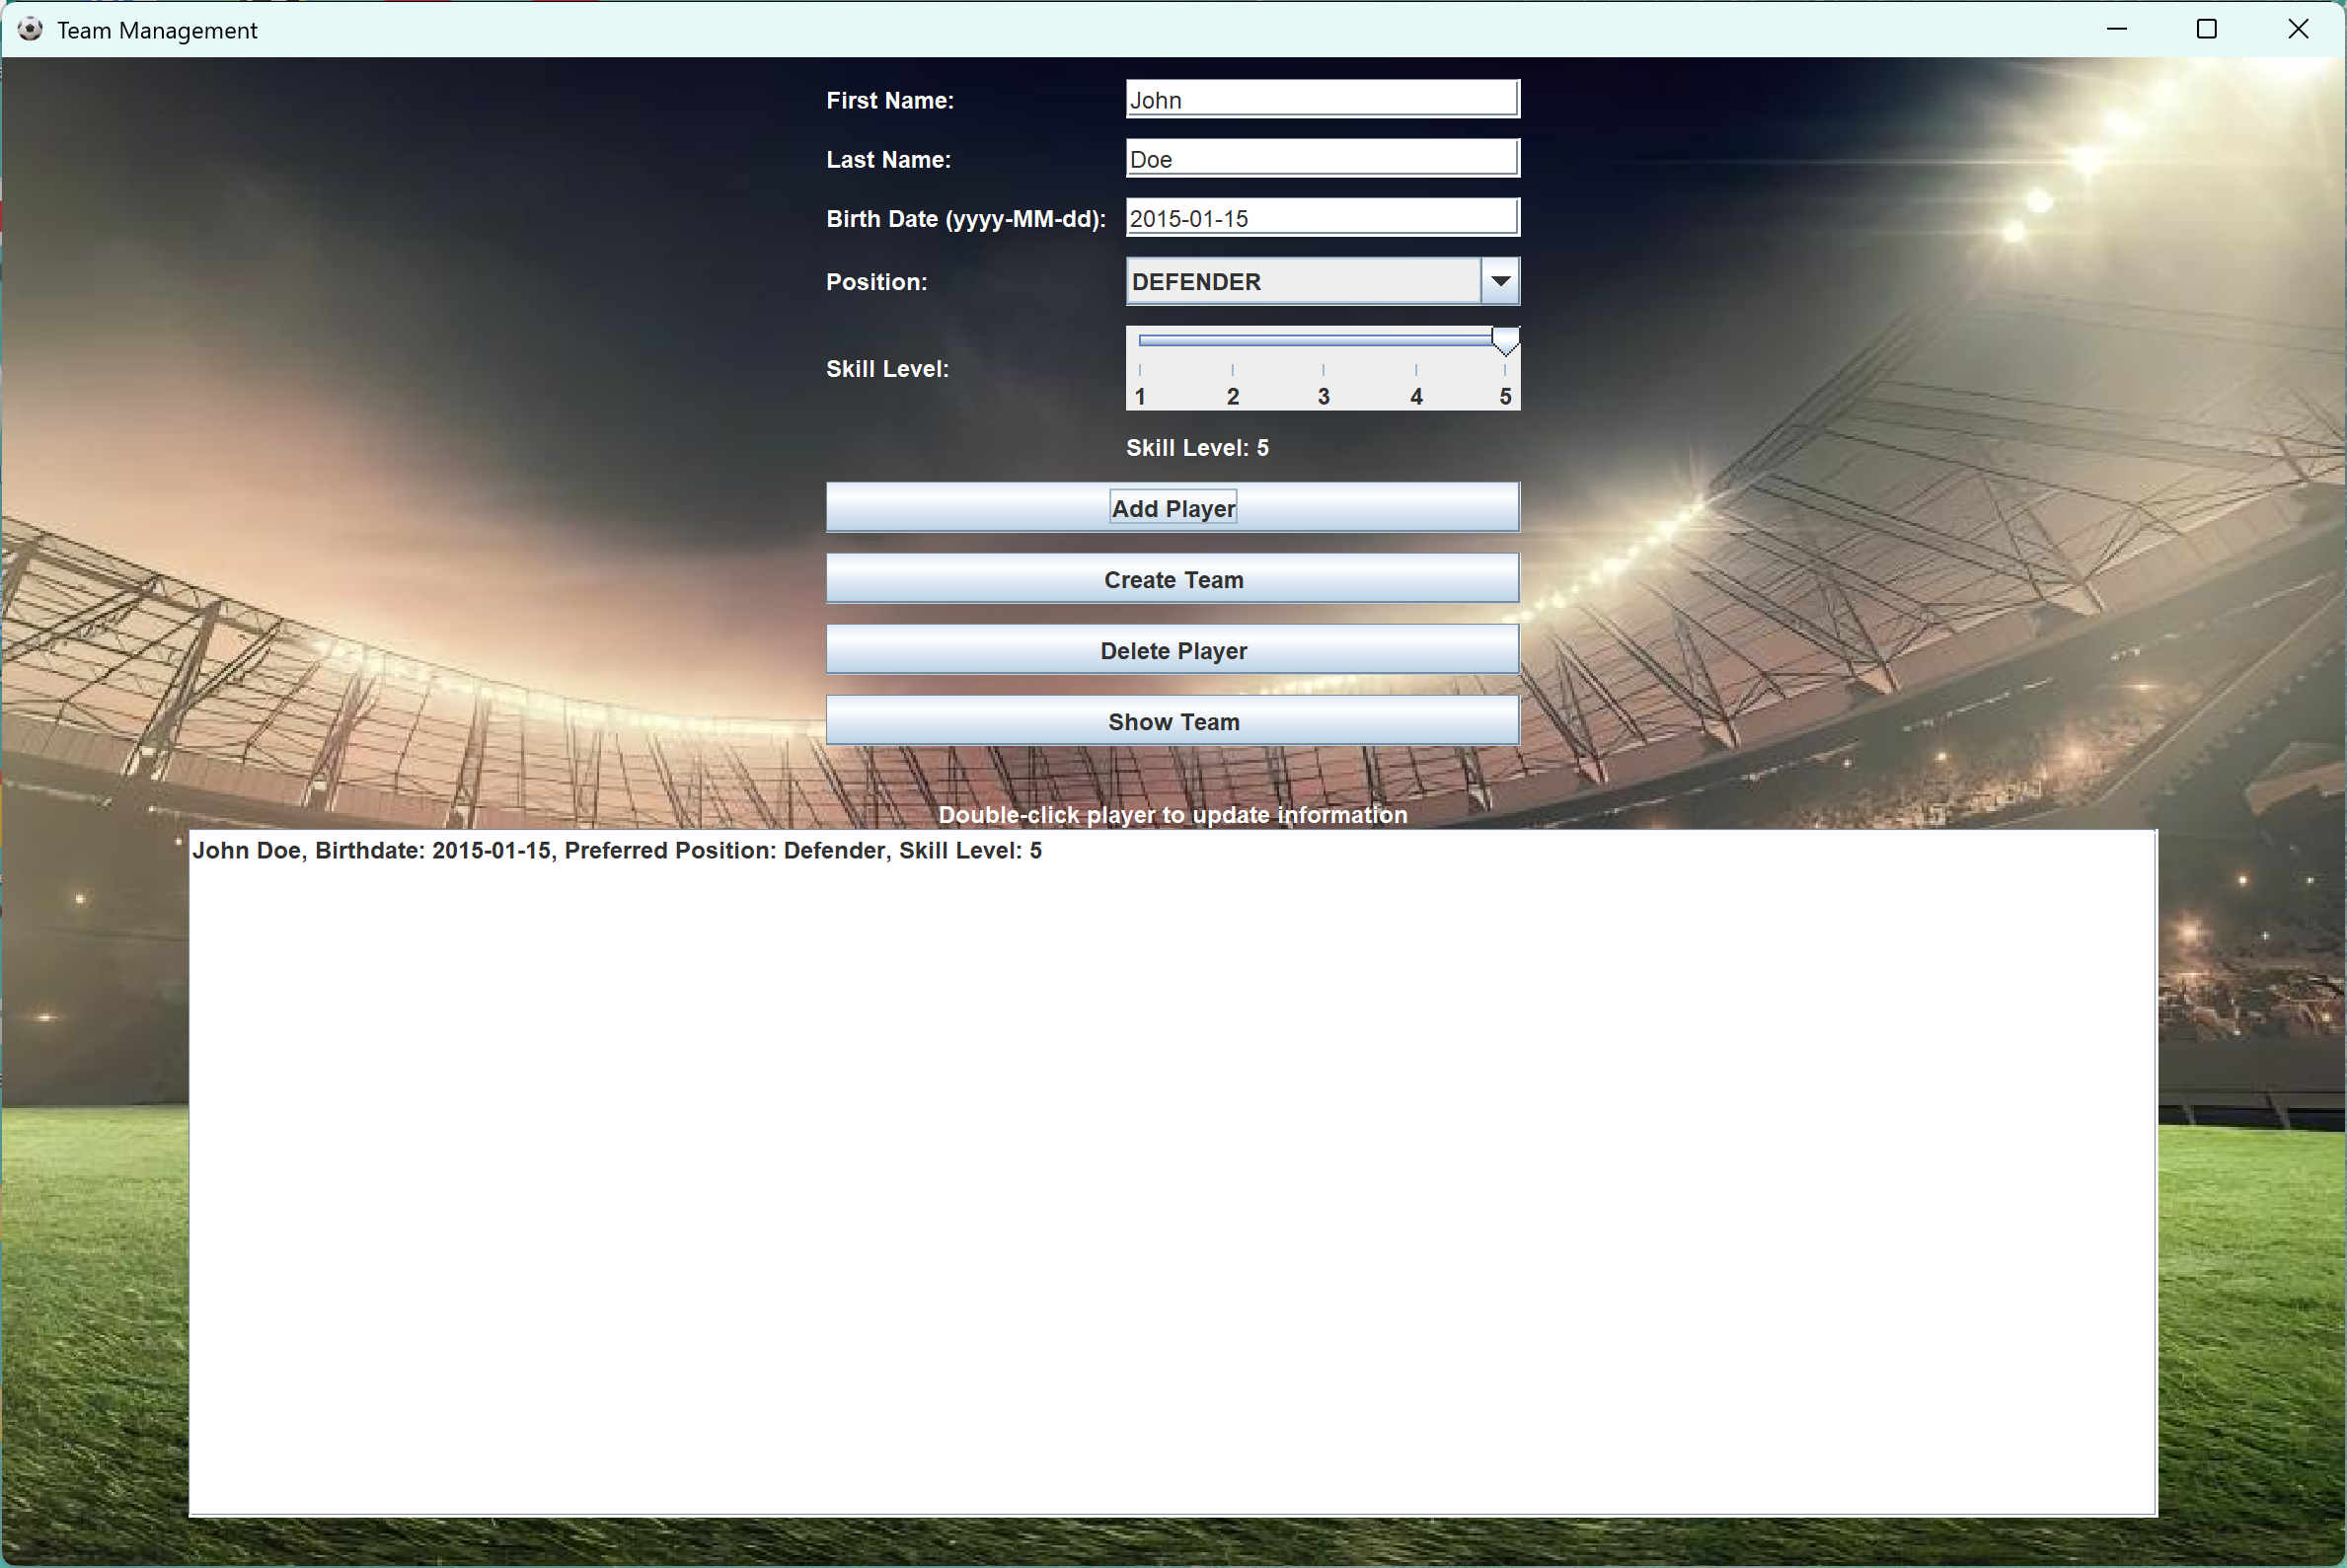 Team Management
First Name: John
Last Name: Doe
Birth Date (yyyy-MM-dd): 2015-01-15
Position: DEFENDER
Skill Level:
1 2 3 4 5
Skill Level: 5
Add Player
Create Team
Delete Player
Show Team
Double-click player to update information
John Doe, Birthdate: 2015-01-15, Preferred Position: Defender, Skill Level: 5